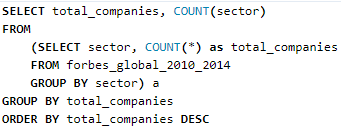 SELECT total_companies, COUNT(sector)
FROM
(SELECT sector, COUNT(*) as total_companies
FROM forbes_global_2010_2014
GROUP BY sector) a
GROUP BY total_companies
ORDER BY total_companies DESC